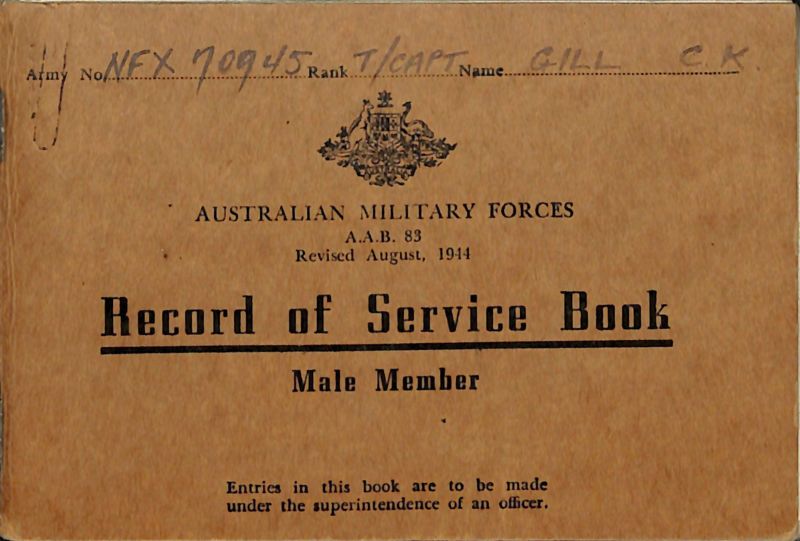 Army No. NFX 70945 Rank T/CAPT Name GILL C.K.
AUSTRALIAN MILITARY FORCES
A.A.B. 83
Revised August, 1944
Record of Service Book
Male Member
Entries in this book are to be made
under the superintendence of an officer.